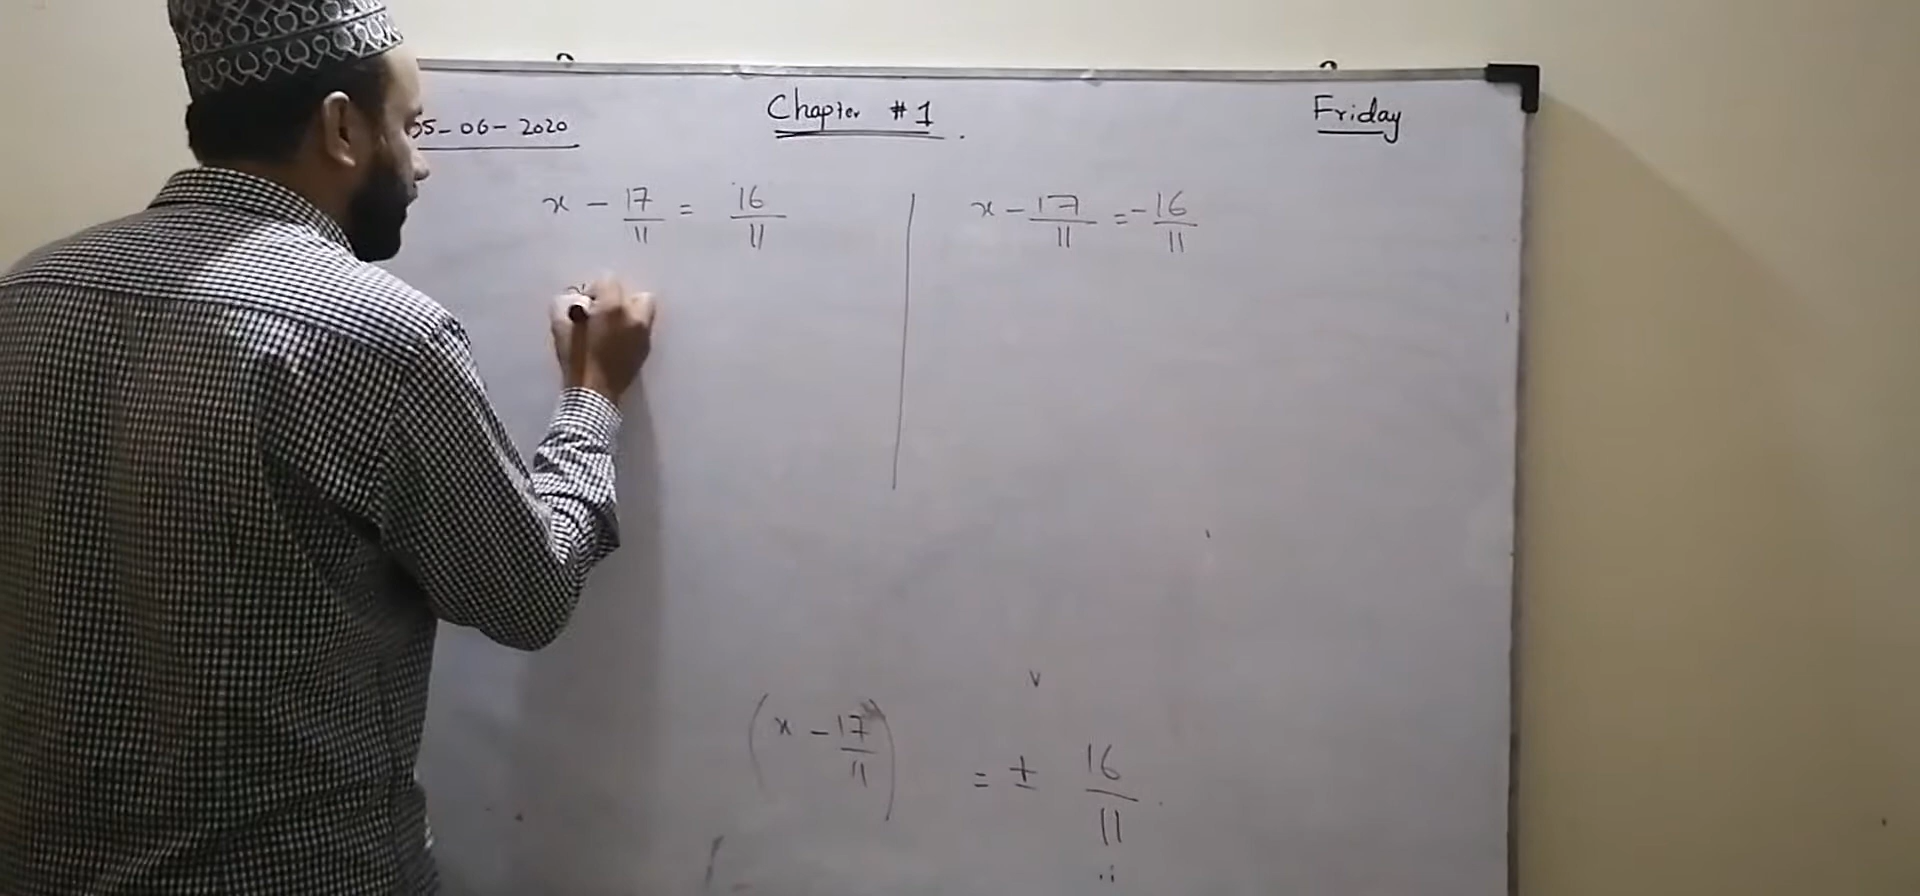 05-06-2020 Chapter #1 Friday
x - 17/11 = 16/11 x - 17/11 = -16/11
(x - 17/11) = ± 16/11